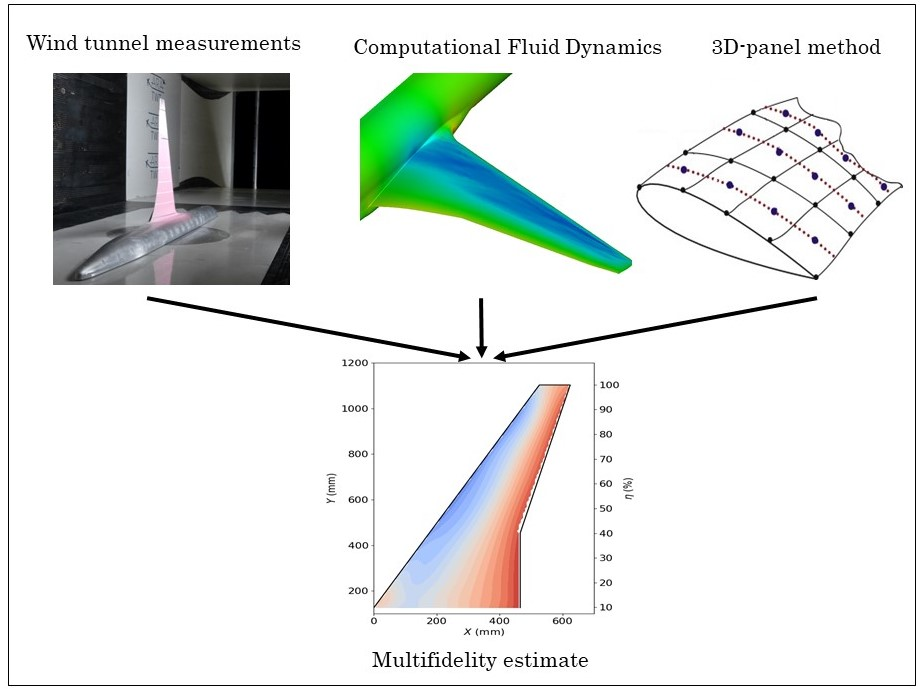 Wind tunnel measurements
Computational Fluid Dynamics
3D-panel method
1200
1000
800
600
400
200
Y (mm)
100
90
80
70
60
50
40
30
20
10
η (%)
0 200 400 600
X (mm)
Multifidelity estimate